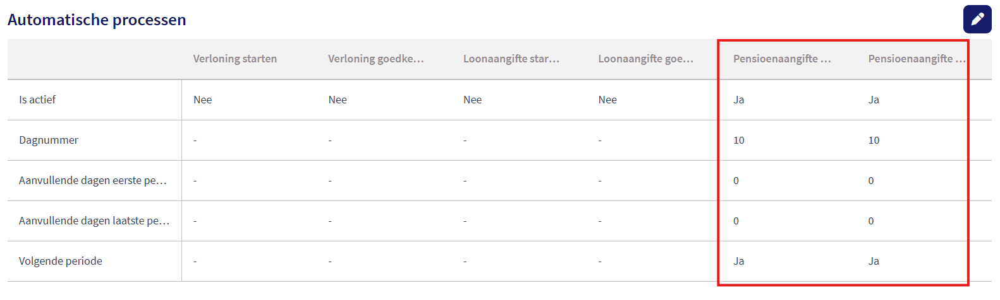 Automatische processen
Verloning starten Verloning goedke... Loonaangifte star... Loonaangifte goe... Pensioenaangifte ... Pensioenaangifte ...
Is actief Nee Nee Nee Nee Ja Ja
Dagnummer - - - - 10 10
Aanvullende dagen eerste pe... - - - - 0 0
Aanvullende dagen laatste pe... - - - - 0 0
Volgende periode - - - - Ja Ja